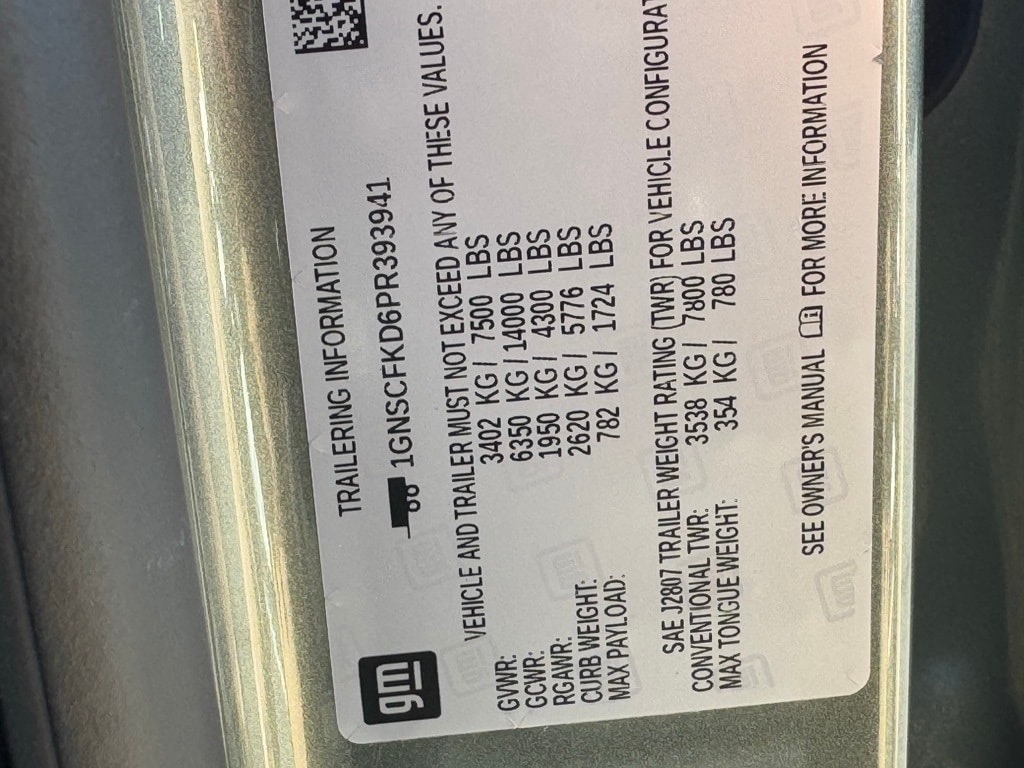 gm
TRAILERING INFORMATION
1GNSCFKD6PR393941
VEHICLE AND TRAILER MUST NOT EXCEED ANY OF THESE VALUES.
GVWR: 3402 KG / 7500 LBS
GCWR: 6350 KG / 14000 LBS
RGAWR: 1950 KG / 4300 LBS
CURB WEIGHT: 2620 KG / 5776 LBS
MAX PAYLOAD: 782 KG / 1724 LBS
SAE J2807 TRAILER WEIGHT RATING (TWR) FOR VEHICLE CONFIGURAT
CONVENTIONAL TWR: 3538 KG / 7800 LBS
MAX TONGUE WEIGHT: 354 KG / 780 LBS
SEE OWNER'S MANUAL FOR MORE INFORMATION